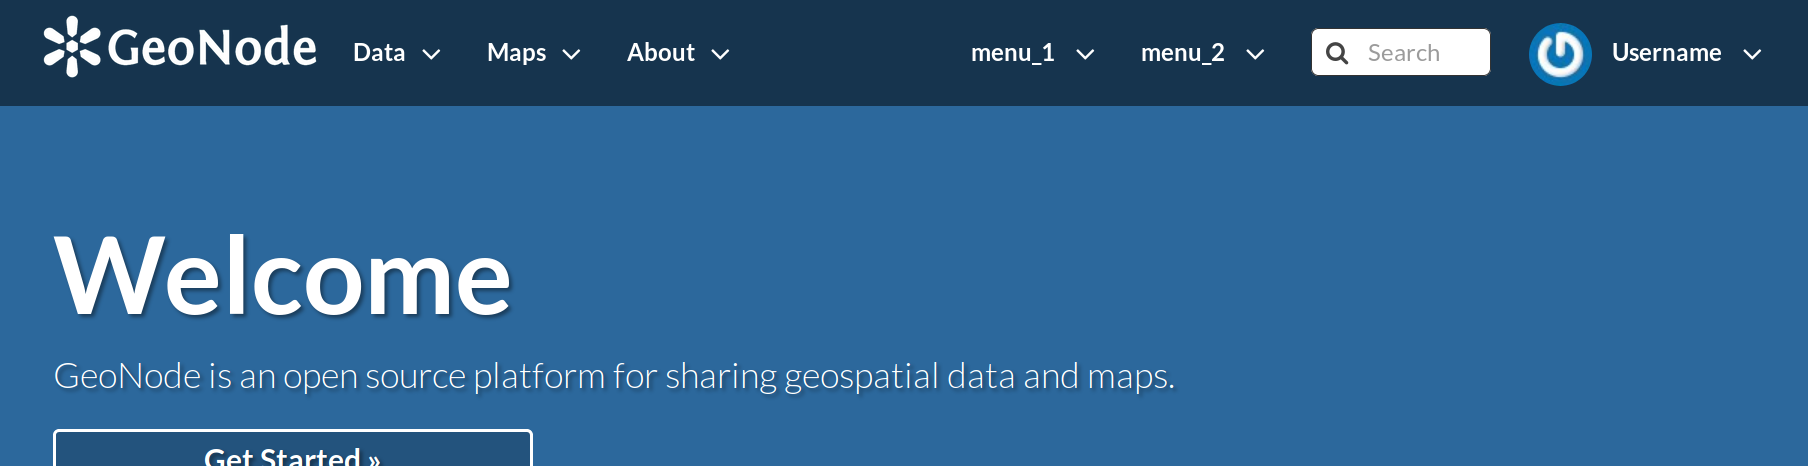 GeoNode Data Maps About menu_1 menu_2 Search Username
Welcome
GeoNode is an open source platform for sharing geospatial data and maps.
Get Started »